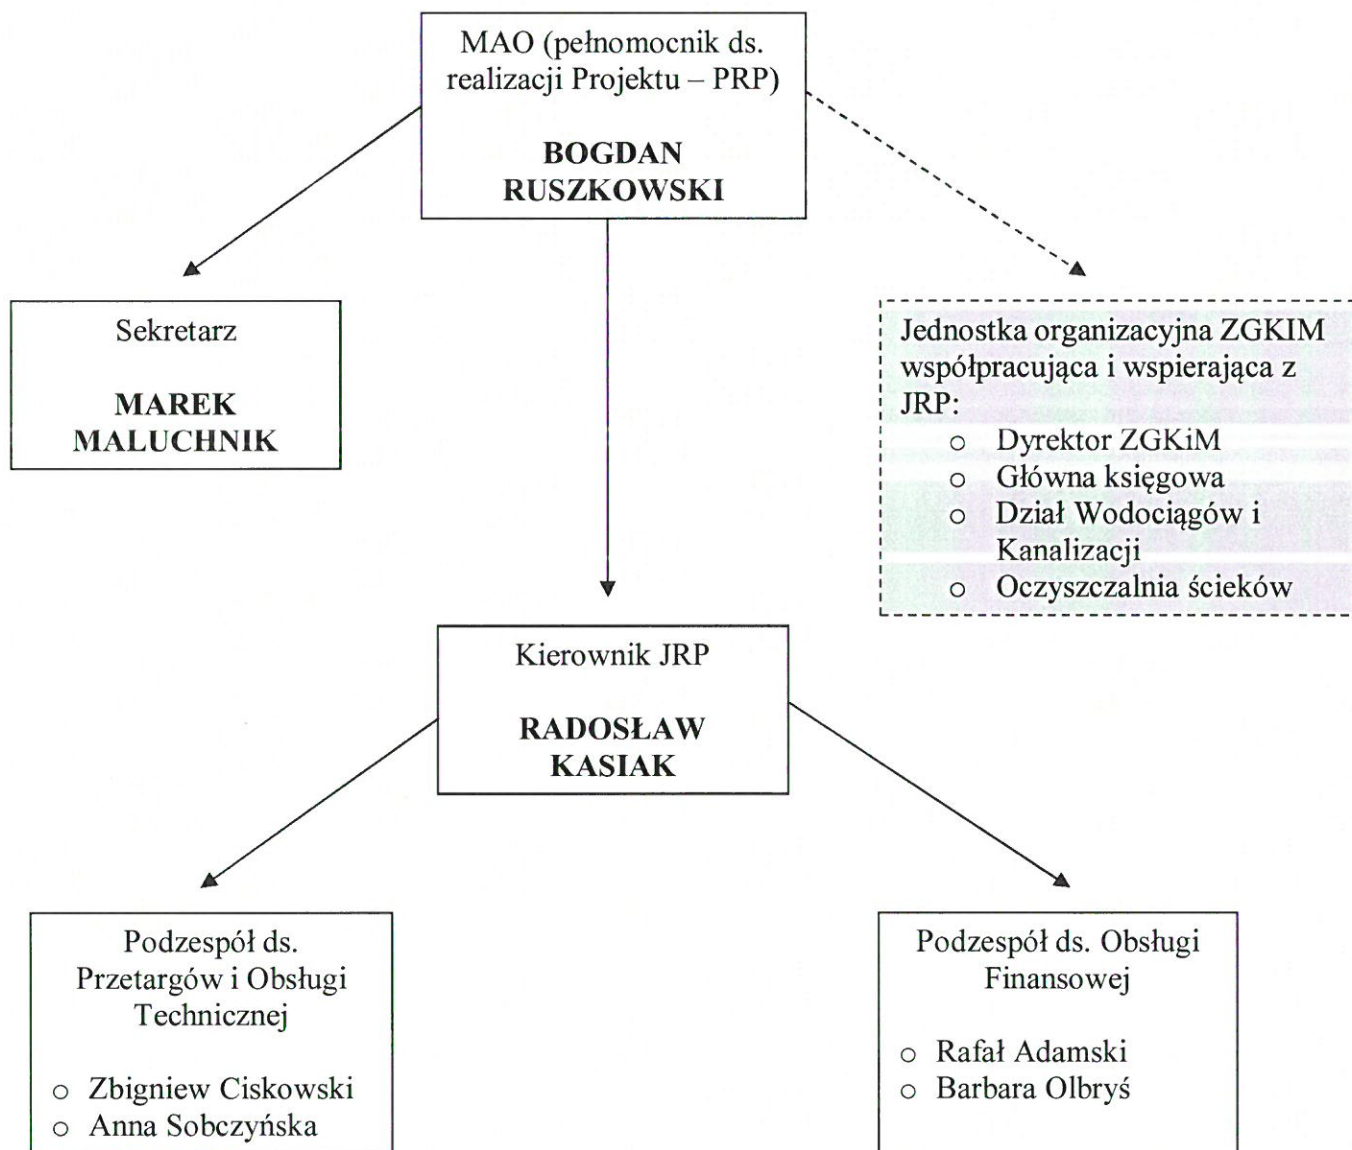 MAO (pełnomocnik ds.
realizacji Projektu – PRP)
BOGDAN
RUSZKOWSKI
Sekretarz
MAREK
MALUCHNIK
Jednostka organizacyjna ZGKIM
współpracująca i wspierająca z
JRP:
o Dyrektor ZGKiM
o Główna księgowa
o Dział Wodociągów i
Kanalizacji
o Oczyszczalnia ścieków
Kierownik JRP
RADOSŁAW
KASIAK
Podzespół ds.
Przetargów i Obsługi
Technicznej
o Zbigniew Ciskowski
o Anna Sobczyńska
Podzespół ds. Obsługi
Finansowej
o Rafał Adamski
o Barbara Olbryś